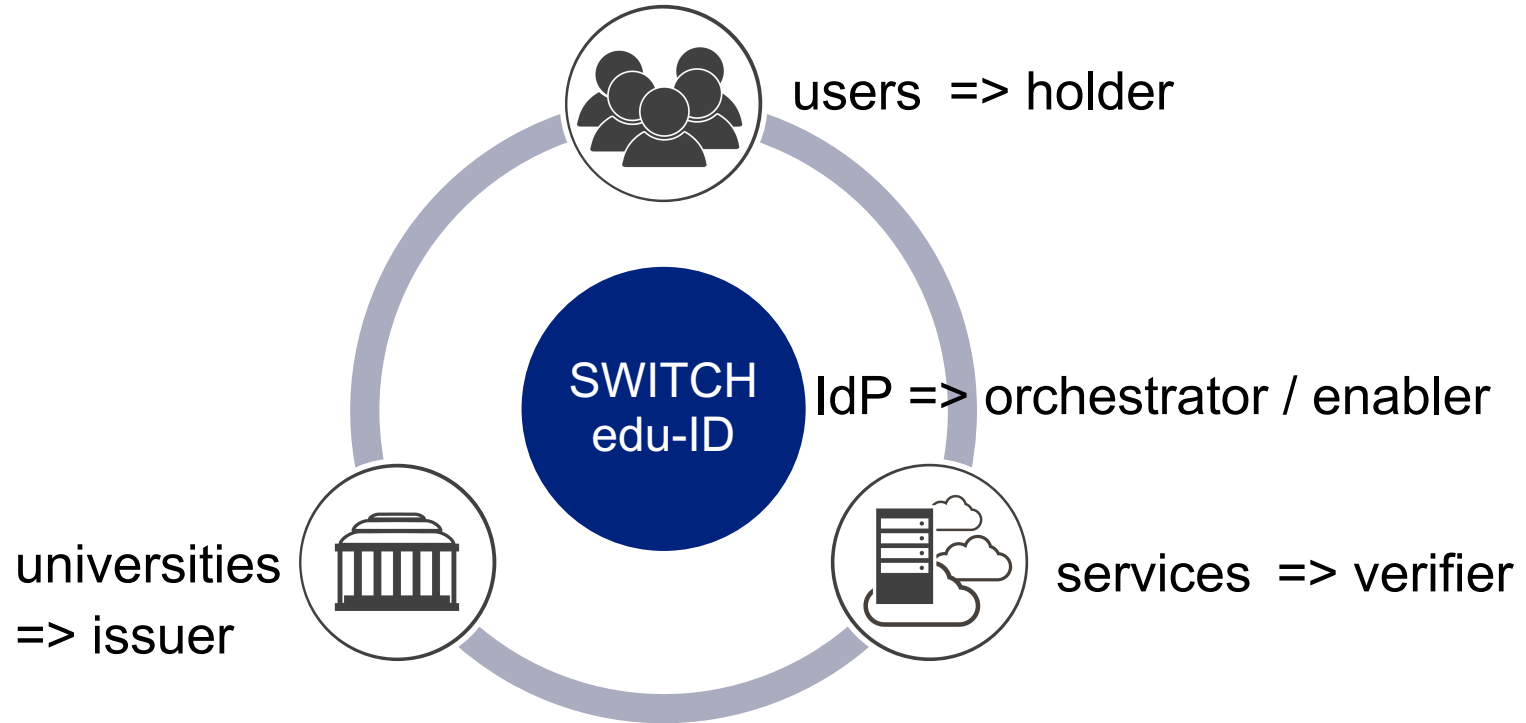 users => holder
SWITCH
edu-ID
IdP => orchestrator / enabler
universities
=> issuer
services => verifier